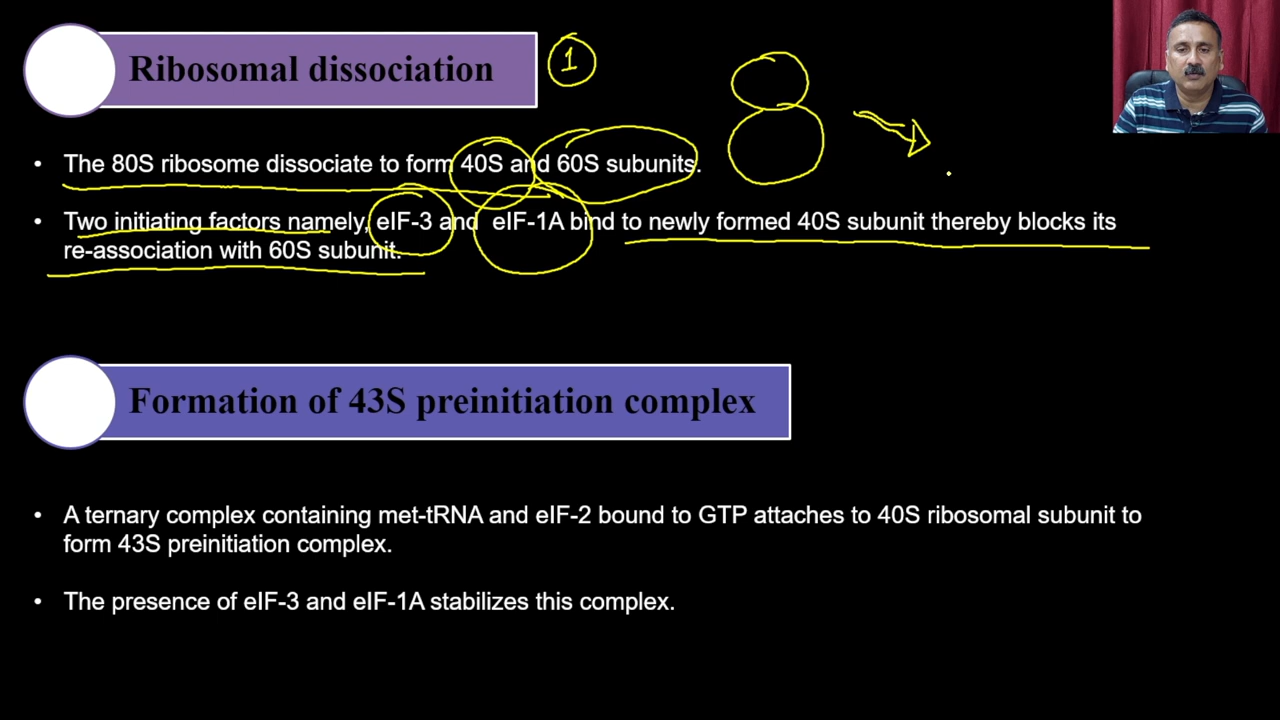 Ribosomal dissociation
1
• The 80S ribosome dissociate to form 40S and 60S subunits.
• Two initiating factors namely, eIF-3 and eIF-1A bind to newly formed 40S subunit thereby blocks its
re-association with 60S subunit.
Formation of 43S preinitiation complex
• A ternary complex containing met-tRNA and eIF-2 bound to GTP attaches to 40S ribosomal subunit to
form 43S preinitiation complex.
• The presence of eIF-3 and eIF-1A stabilizes this complex.